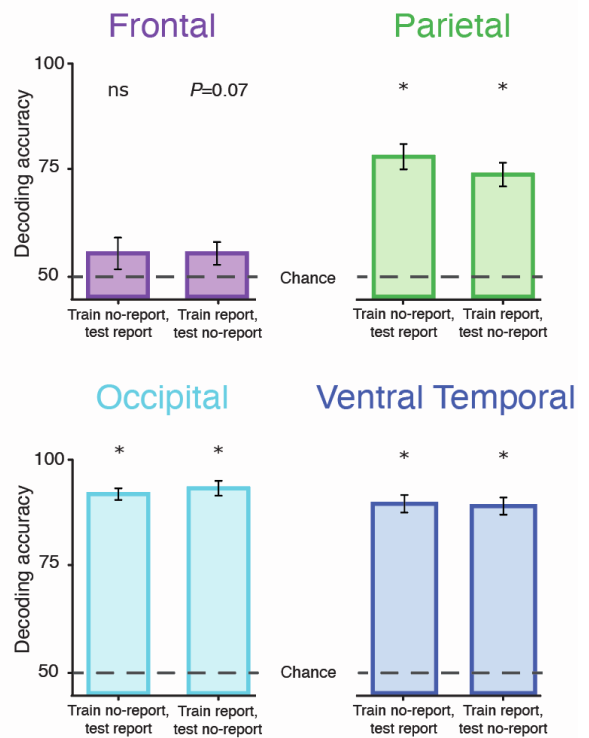 Frontal
Parietal
100
75
50
Decoding accuracy
ns
P=0.07
*
*
Chance
Train no-report,
test report
Train report,
test no-report
Train no-report,
test report
Train report,
test no-report
Occipital
Ventral Temporal
100
75
50
Decoding accuracy
*
*
*
*
Chance
Train no-report,
test report
Train report,
test no-report
Train no-report,
test report
Train report,
test no-report